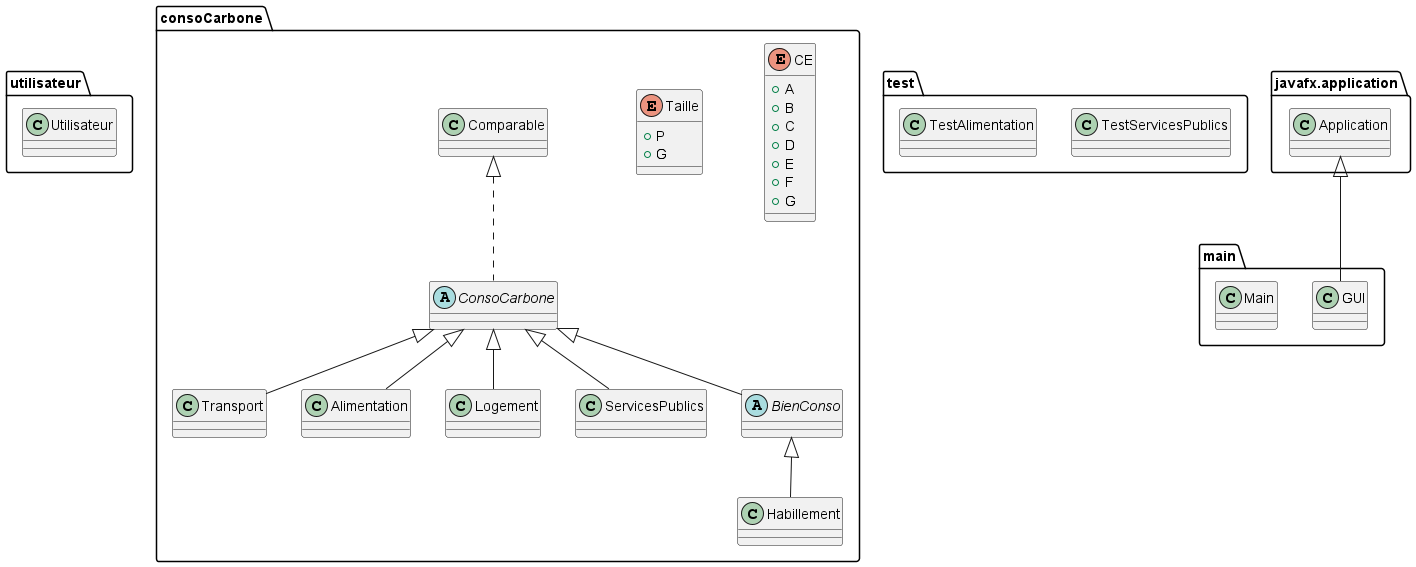 utilisateur
C Utilisateur
consoCarbone
C Comparable
E Taille
P
G
E CE
A
B
C
D
E
F
G
A ConsoCarbone
C Transport
C Alimentation
C Logement
C ServicesPublics
A BienConso
C Habillement
test
C TestAlimentation
C TestServicesPublics
javafx.application
C Application
main
C Main
C GUI